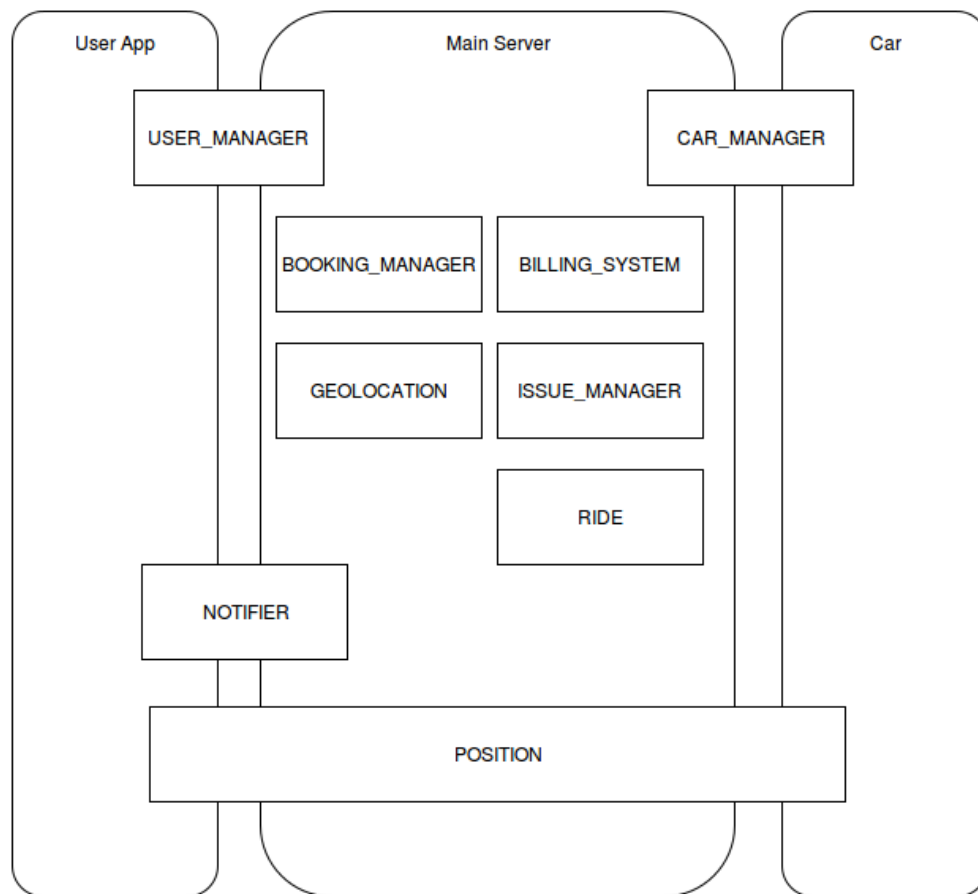 User App
Main Server
Car
USER_MANAGER
CAR_MANAGER
BOOKING_MANAGER
BILLING_SYSTEM
GEOLOCATION
ISSUE_MANAGER
RIDE
NOTIFIER
POSITION